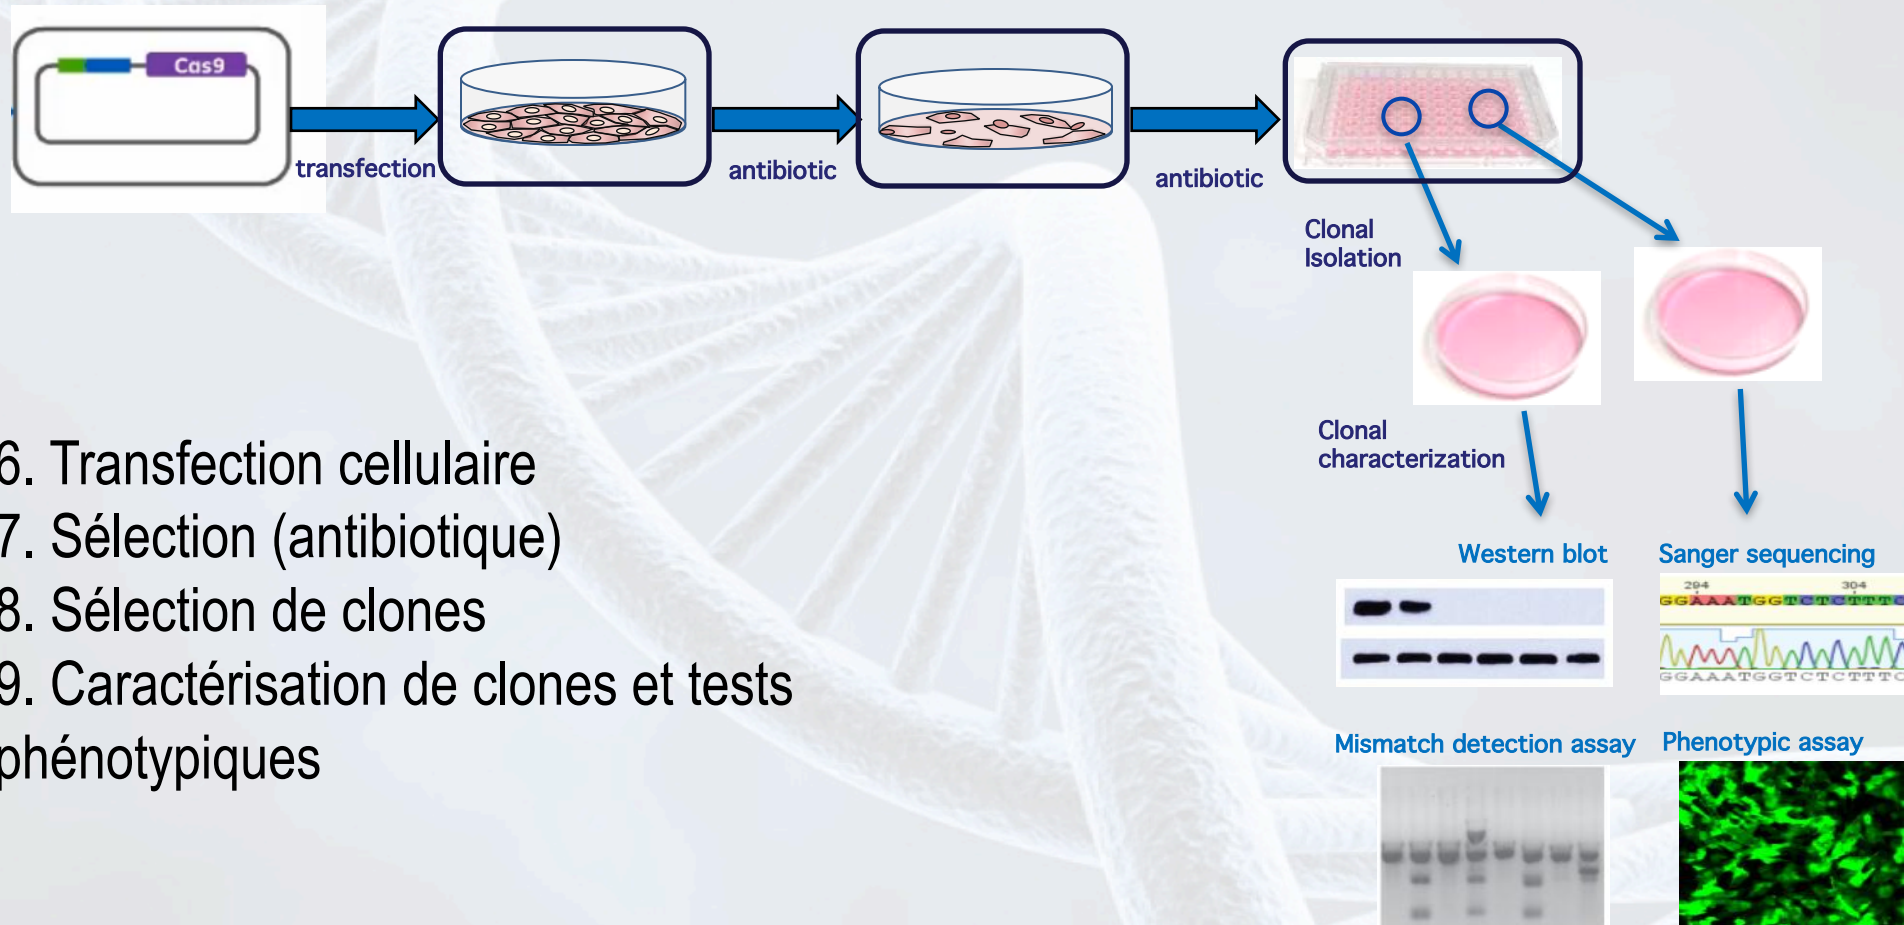 Cas9
transfection
antibiotic
antibiotic
Clonal
Isolation
Clonal
characterization
6. Transfection cellulaire
7. Sélection (antibiotique)
8. Sélection de clones
9. Caractérisation de clones et tests
phénotypiques
Western blot
Sanger sequencing
294 304
GGAAATGGTCTCTTTC
GGAAATGGTCTCTTTC
Mismatch detection assay
Phenotypic assay